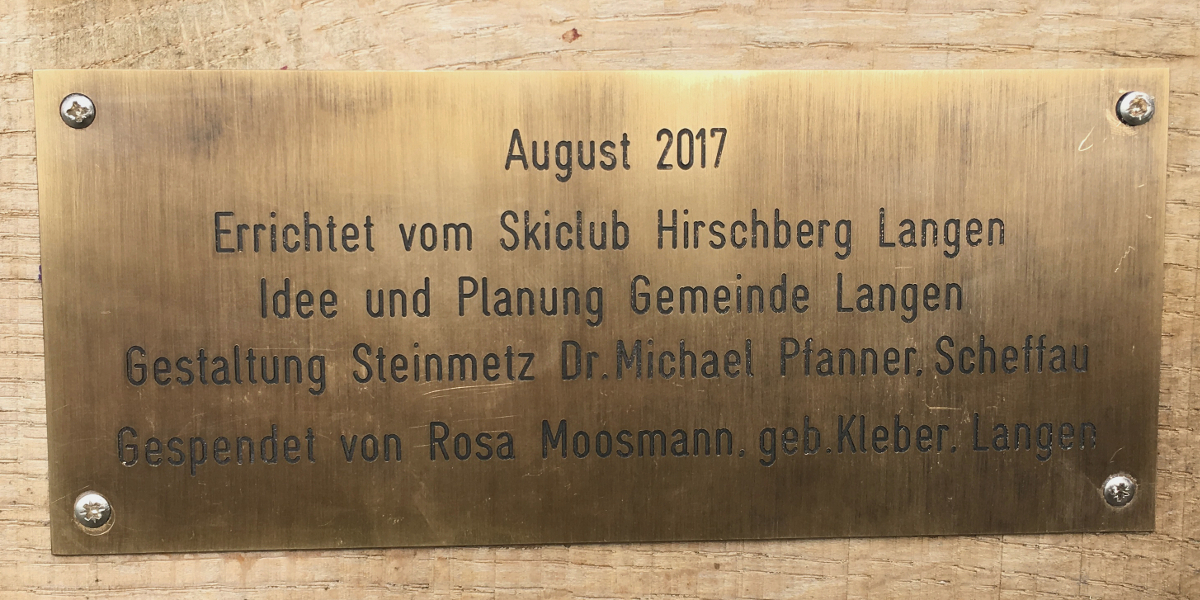 August 2017
Errichtet vom Skiclub Hirschberg Langen
Idee und Planung Gemeinde Langen
Gestaltung Steinmetz Dr.Michael Pfanner, Scheffau
Gespendet von Rosa Moosmann, geb.Kleber, Langen